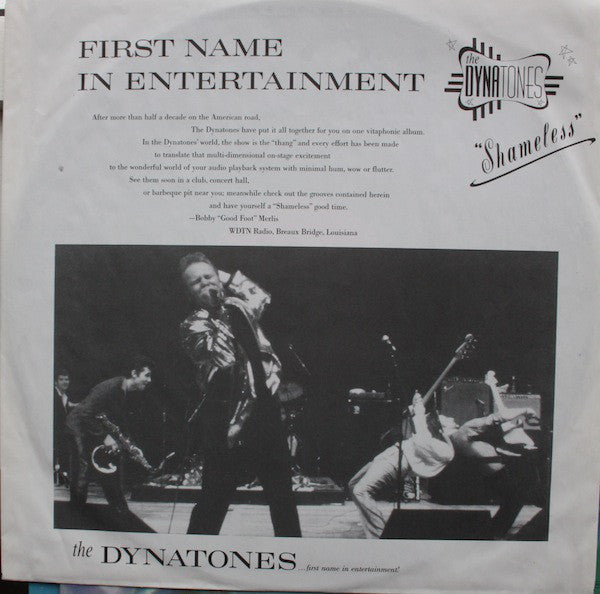 FIRST NAME
IN ENTERTAINMENT
the
DYNATONES
"Shameless"
After more than half a decade on the American road,
The Dynatones have put it all together for you on one vitaphonic album.
In the Dynatones' world, the show is the "thang" and every effort has been made
to translate that multi-dimensional on-stage excitement
to the wonderful world of your audio playback system with minimal hum, wow or flutter.
See them soon in a club, concert hall,
or barbeque pit near you; meanwhile check out the grooves contained herein
and have yourself a "Shameless" good time.
—Bobby "Good Foot" Merlis
WDTN Radio, Breaux Bridge, Louisiana
the DYNATONES ...first name in entertainment!